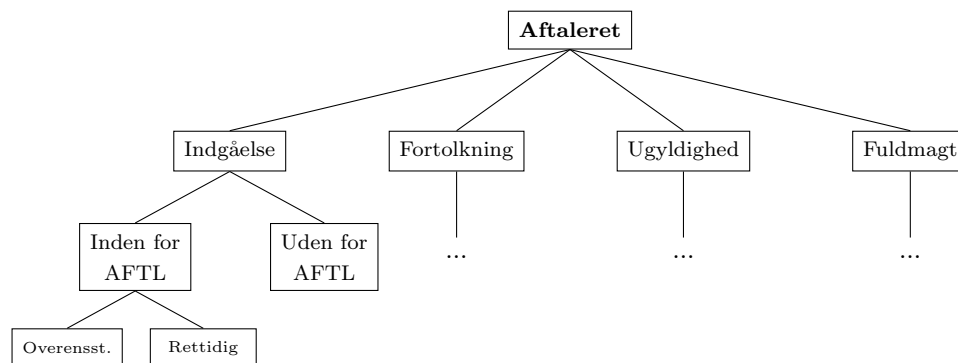 Aftaleret
Indgåelse
Fortolkning
Ugyldighed
Fuldmagt
Inden for
AFTL
Uden for
AFTL
...
...
...
Overensst.
Rettidig